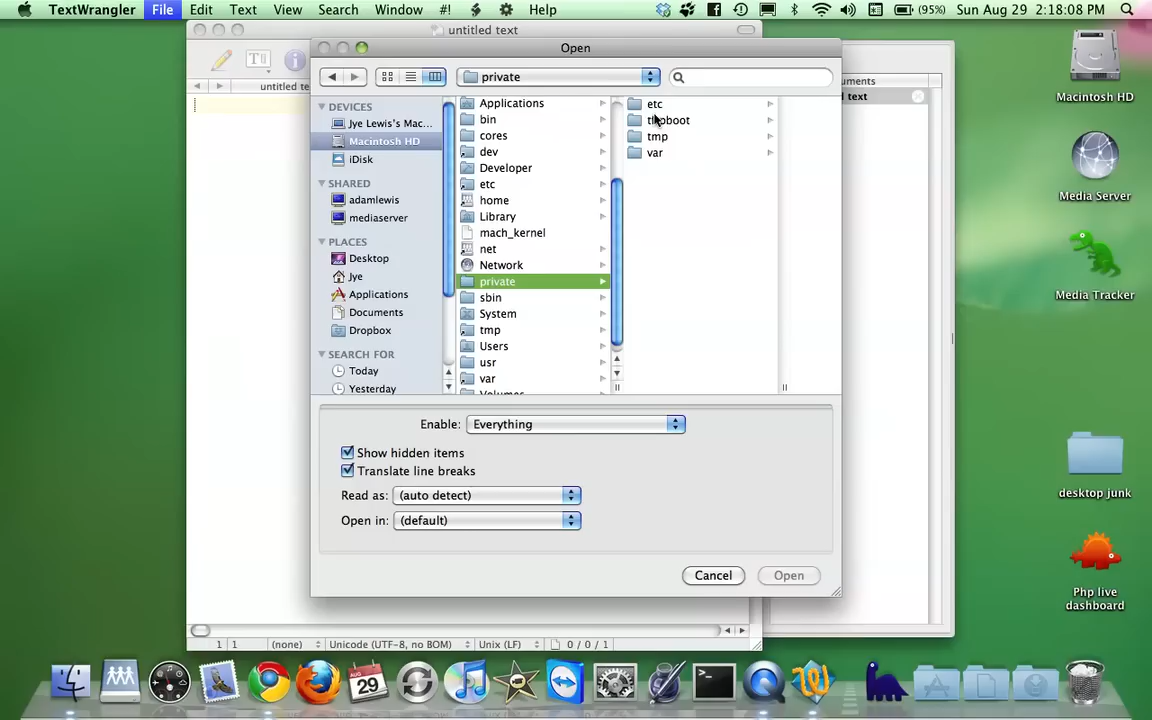 TextWrangler File Edit Text View Search Window #! Help (95%) Sun Aug 29 2:18:08 PM
untitled text
Open
private
untitled te
uments
d text
DEVICES
Jye Lewis's Mac...
Macintosh HD
iDisk
SHARED
adamlewis
mediaserver
PLACES
Desktop
Jye
Applications
Documents
Dropbox
SEARCH FOR
Today
Yesterday
Applications
bin
cores
dev
Developer
etc
home
Library
mach_kernel
net
Network
private
sbin
System
tmp
Users
usr
var
Volumes
etc
tftpboot
tmp
var
Enable: Everything
Show hidden items
Translate line breaks
Read as: (auto detect)
Open in: (default)
Cancel Open
1 1 (none) Unicode (UTF-8, no BOM) Unix (LF) 0 / 0 / 1
Macintosh HD
Media Server
Media Tracker
desktop junk
Php live
dashboard
AUG
29